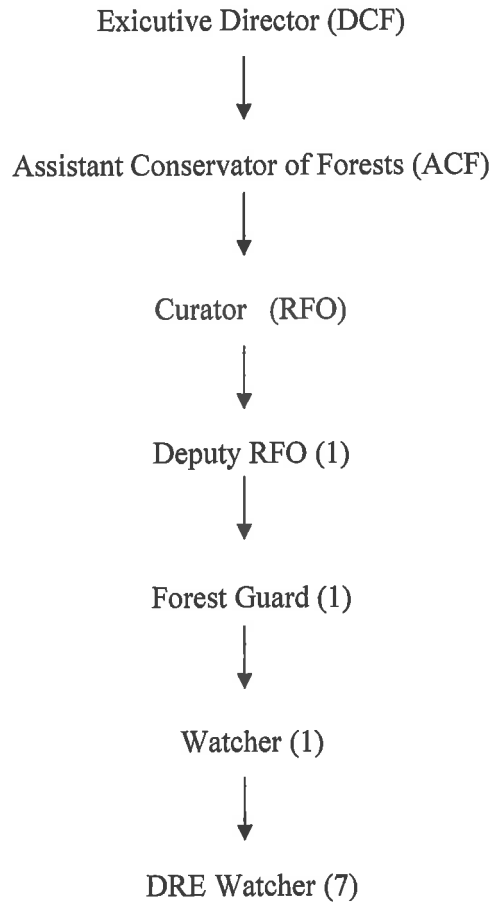 Exicutive Director (DCF)
Assistant Conservator of Forests (ACF)
Curator (RFO)
Deputy RFO (1)
Forest Guard (1)
Watcher (1)
DRE Watcher (7)